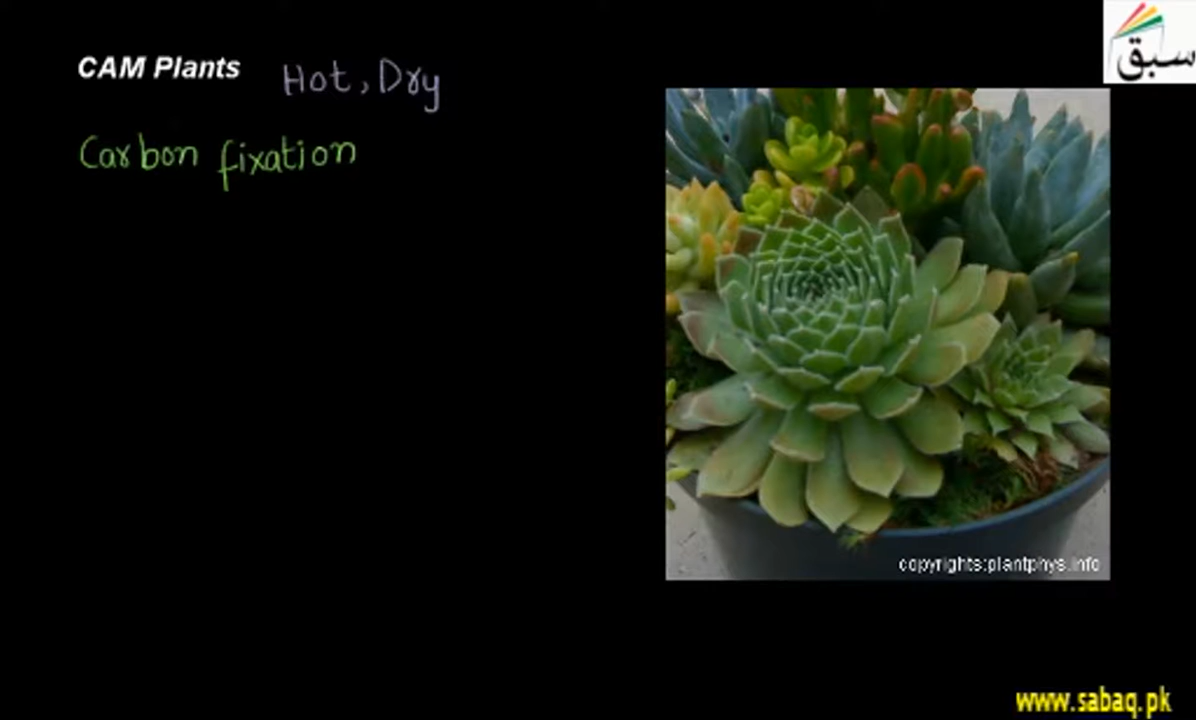 سبق
CAM Plants Hot, Dry
Carbon fixation
copyrights:plantphys.info
www.sabaq.pk